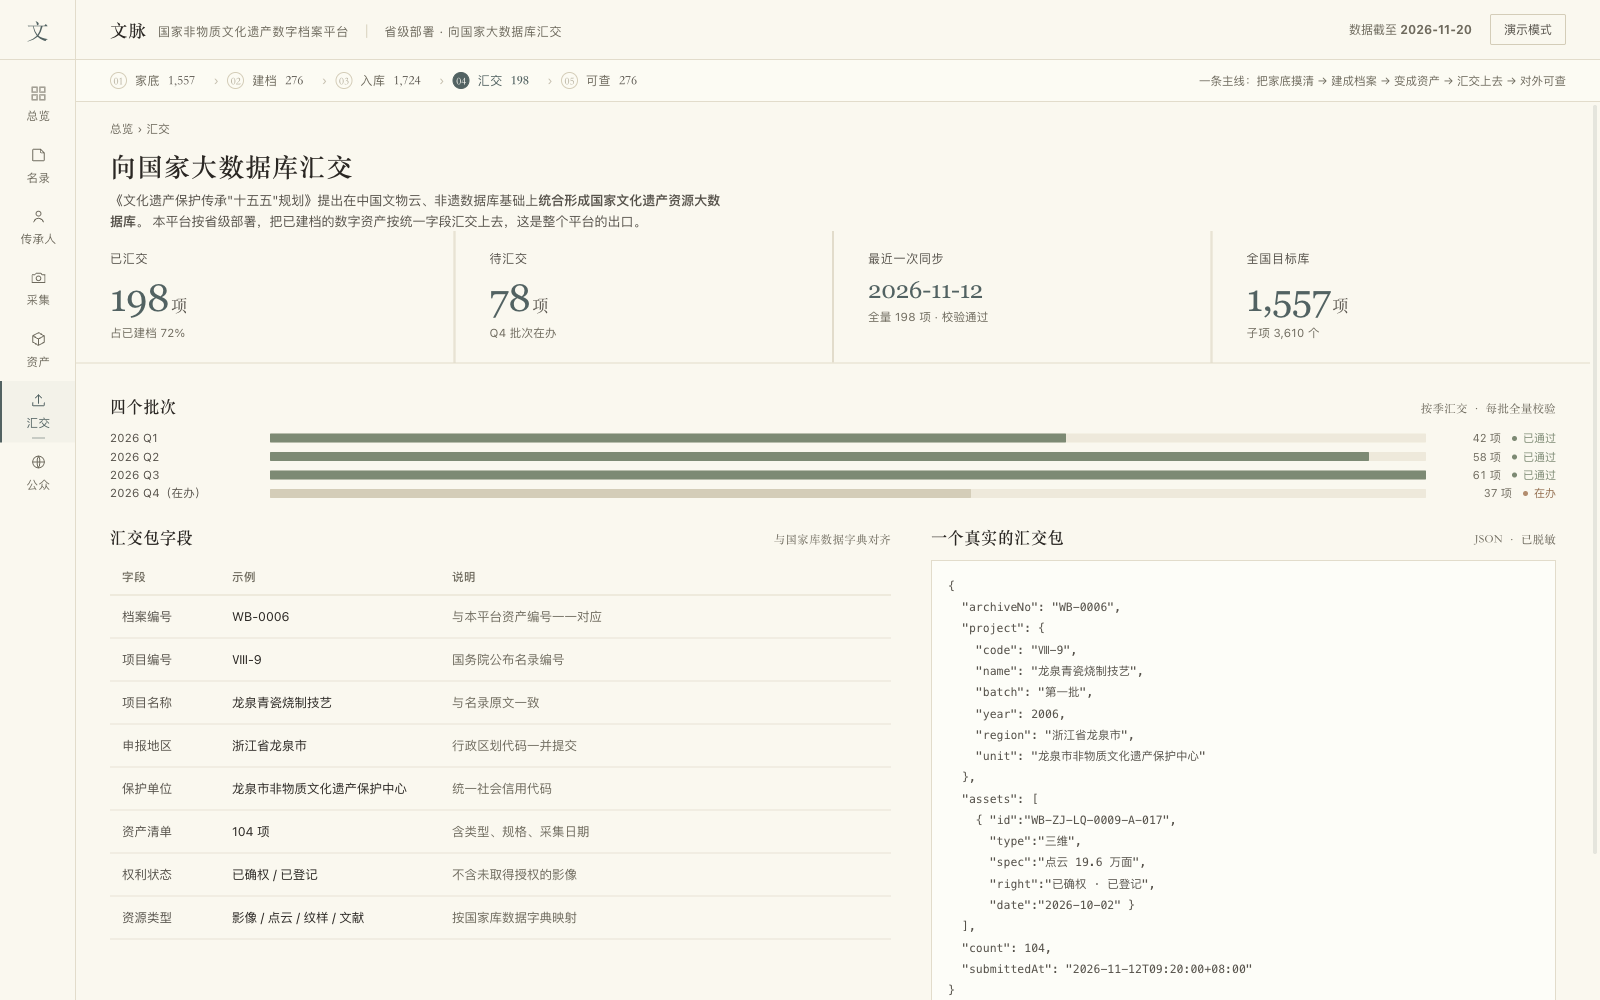 文
文脉 国家非物质文化遗产数字档案平台 省级部署 · 向国家大数据库汇交
数据截至 2026-11-20 演示模式
01 家底 1,557 › 02 建档 276 › 03 入库 1,724 › 04 汇交 198 › 05 可查 276
一条主线：把家底摸清 → 建成档案 → 变成资产 → 汇交上去 → 对外可查
总览
名录
传承人
采集
资产
汇交
公众
总览 › 汇交
向国家大数据库汇交
《文化遗产保护传承"十五五"规划》提出在中国文物云、非遗数据库基础上统合形成国家文化遗产资源大数
据库。 本平台按省级部署，把已建档的数字资产按统一字段汇交上去，这是整个平台的出口。
已汇交
198项
占已建档 72%
待汇交
78项
Q4 批次在办
最近一次同步
2026-11-12
全量 198 项 · 校验通过
全国目标库
1,557项
子项 3,610 个
四个批次
按季汇交 · 每批全量校验
2026 Q1 42 项 已通过
2026 Q2 58 项 已通过
2026 Q3 61 项 已通过
2026 Q4（在办） 37 项 在办
汇交包字段
与国家库数据字典对齐
字段 示例 说明
档案编号 WB-0006 与本平台资产编号一一对应
项目编号 Ⅷ-9 国务院公布名录编号
项目名称 龙泉青瓷烧制技艺 与名录原文一致
申报地区 浙江省龙泉市 行政区划代码一并提交
保护单位 龙泉市非物质文化遗产保护中心 统一社会信用代码
资产清单 104 项 含类型、规格、采集日期
权利状态 已确权 / 已登记 不含未取得授权的影像
资源类型 影像 / 点云 / 纹样 / 文献 按国家库数据字典映射
一个真实的汇交包
JSON · 已脱敏
{
"archiveNo": "WB-0006",
"project": {
"code": "Ⅷ-9",
"name": "龙泉青瓷烧制技艺",
"batch": "第一批",
"year": 2006,
"region": "浙江省龙泉市",
"unit": "龙泉市非物质文化遗产保护中心"
},
"assets": [
{ "id":"WB-ZJ-LQ-0009-A-017",
"type":"三维",
"spec":"点云 19.6 万面",
"right":"已确权 · 已登记",
"date":"2026-10-02" }
],
"count": 104,
"submittedAt": "2026-11-12T09:20:00+08:00"
}